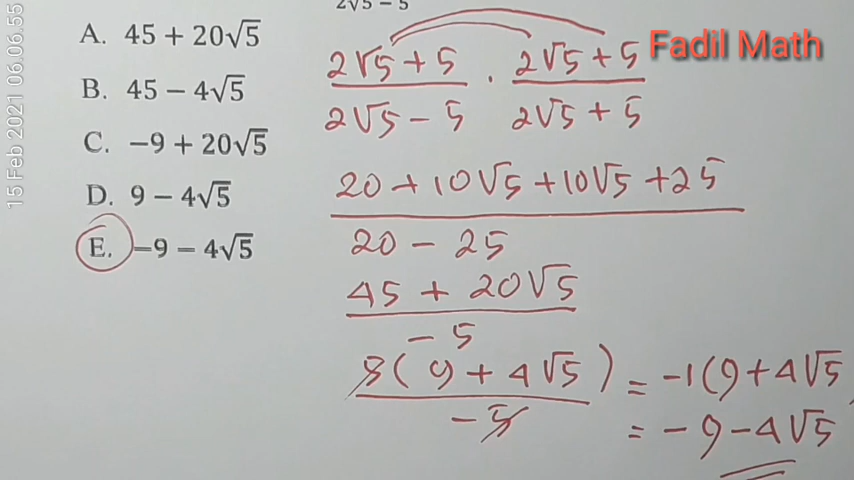 2√5 − 5
A. 45 + 20√5
B. 45 − 4√5
C. −9 + 20√5
D. 9 − 4√5
E. −9 − 4√5
2√5 + 5 . 2√5 + 5
2√5 − 5 2√5 + 5
20 + 10√5 + 10√5 + 25
20 − 25
45 + 20√5
− 5
5( 9 + 4√5 ) = −1(9 + 4√5
− 5
= − 9 − 4√5
Fadil Math
15 Feb 2021 06.06.55